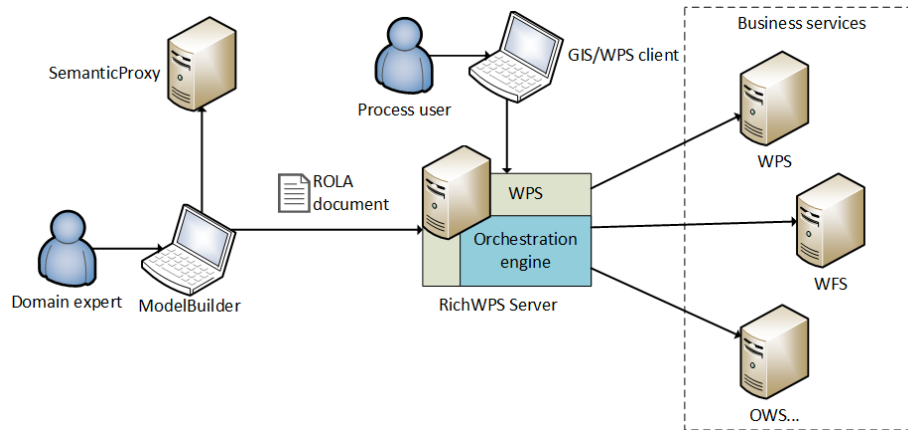 Business services
SemanticProxy
GIS/WPS client
Process user
WPS
ROLA
document
WPS
Orchestration
engine
WFS
Domain expert
ModelBuilder
RichWPS Server
OWS...